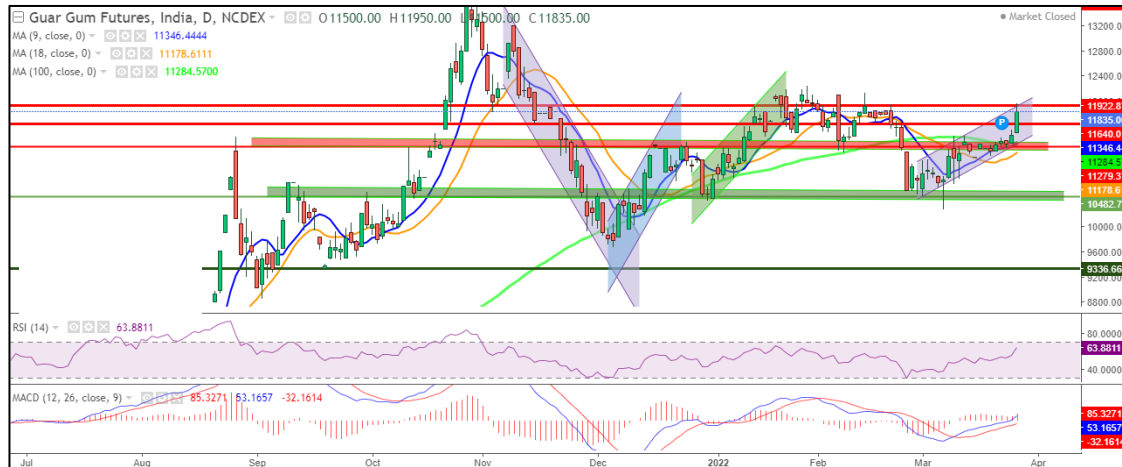 Guar Gum Futures, India, D, NCDEX O11500.00 H11950.00 L11500.00 C11835.00
Market Closed
MA (9, close, 0) 11346.4444
MA (18, close, 0) 11178.6111
MA (100, close, 0) 11284.5700
13200.00
12800.00
12400.00
11922.87
11835.00
11640.0
11346.44
11284.57
11279.37
11178.61
10482.7
10000.00
9600.00
9336.66
9200.00
8800.00
P
RSI (14) 63.8811
80.0000
63.8811
40.0000
MACD (12, 26, close, 9) 85.3271 53.1657 -32.1614
85.3271
53.1657
-32.1614
Jul Aug Sep Oct Nov Dec 2022 Feb Mar Apr